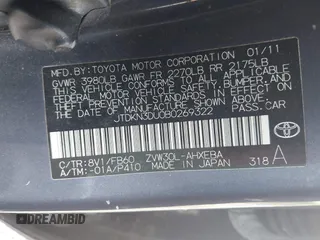 MFD.BY:TOYOTA MOTOR CORPORATION 01/11
GVWR 3980LB GAWR FR 2270LB RR 2175LB
THIS VEHICLE CONFORMS TO ALL APPLICABLE
FEDERAL MOTOR VEHICLE SAFETY, BUMPER, AND
THEFT PREVENTION STANDARDS IN EFFECT ON
THE DATE OF MANUFACTURE SHOWN ABOVE.
JTDKN3DU0B0269322 PASS.CAR
C/TR:8V1/FB60 ZVW30L-AHXEBA
A/TM:-01A/P410 MADE IN JAPAN 318 A
TOYOTA